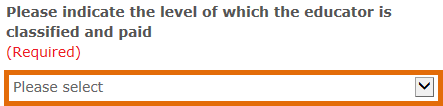 Please indicate the level of which the educator is
classified and paid
(Required)
Please select